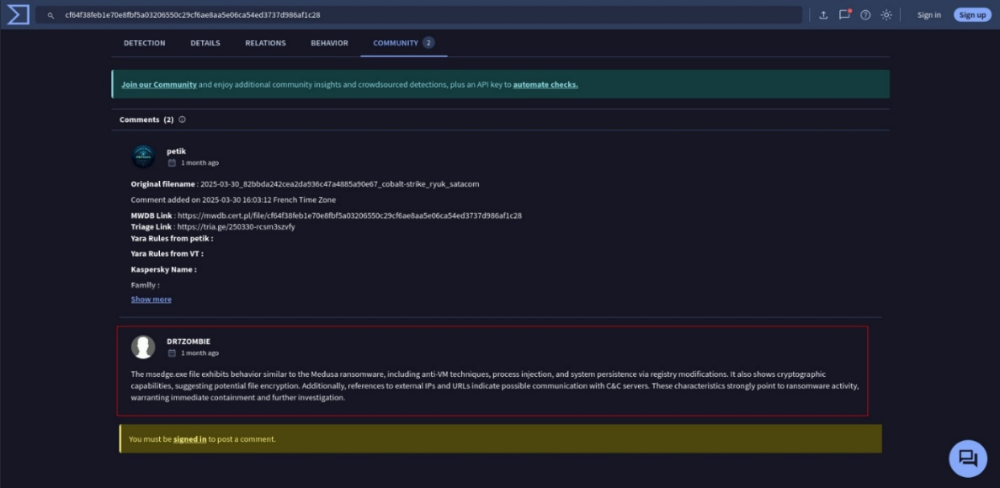 cf64f38feb1e70e8fbf5a03206550c29cf6ae8aa5e06ca54ed3737d986af1c28
Sign in
Sign up
DETECTION
DETAILS
RELATIONS
BEHAVIOR
COMMUNITY 2
Join our Community and enjoy additional community insights and crowdsourced detections, plus an API key to automate checks.
Comments (2)
petik
1 month ago
Original filename : 2025-03-30_82bbda242cea2da936c47a4885a90e67_cobalt-strike_ryuk_satacom
Comment added on 2025-03-30 16:03:12 French Time Zone
MWDB Link : https://mwdb.cert.pl/file/cf64f38feb1e70e8fbf5a03206550c29cf6ae8aa5e06ca54ed3737d986af1c28
Triage Link : https://tria.ge/250330-rcsm3szvfy
Yara Rules from petik :
Yara Rules from VT :
Kaspersky Name :
Family :
Show more
DR7ZOMBIE
1 month ago
The msedge.exe file exhibits behavior similar to the Medusa ransomware, including anti-VM techniques, process injection, and system persistence via registry modifications. It also shows cryptographic
capabilities, suggesting potential file encryption. Additionally, references to external IPs and URLs indicate possible communication with C&C servers. These characteristics strongly point to ransomware activity,
warranting immediate containment and further investigation.
You must be signed in to post a comment.